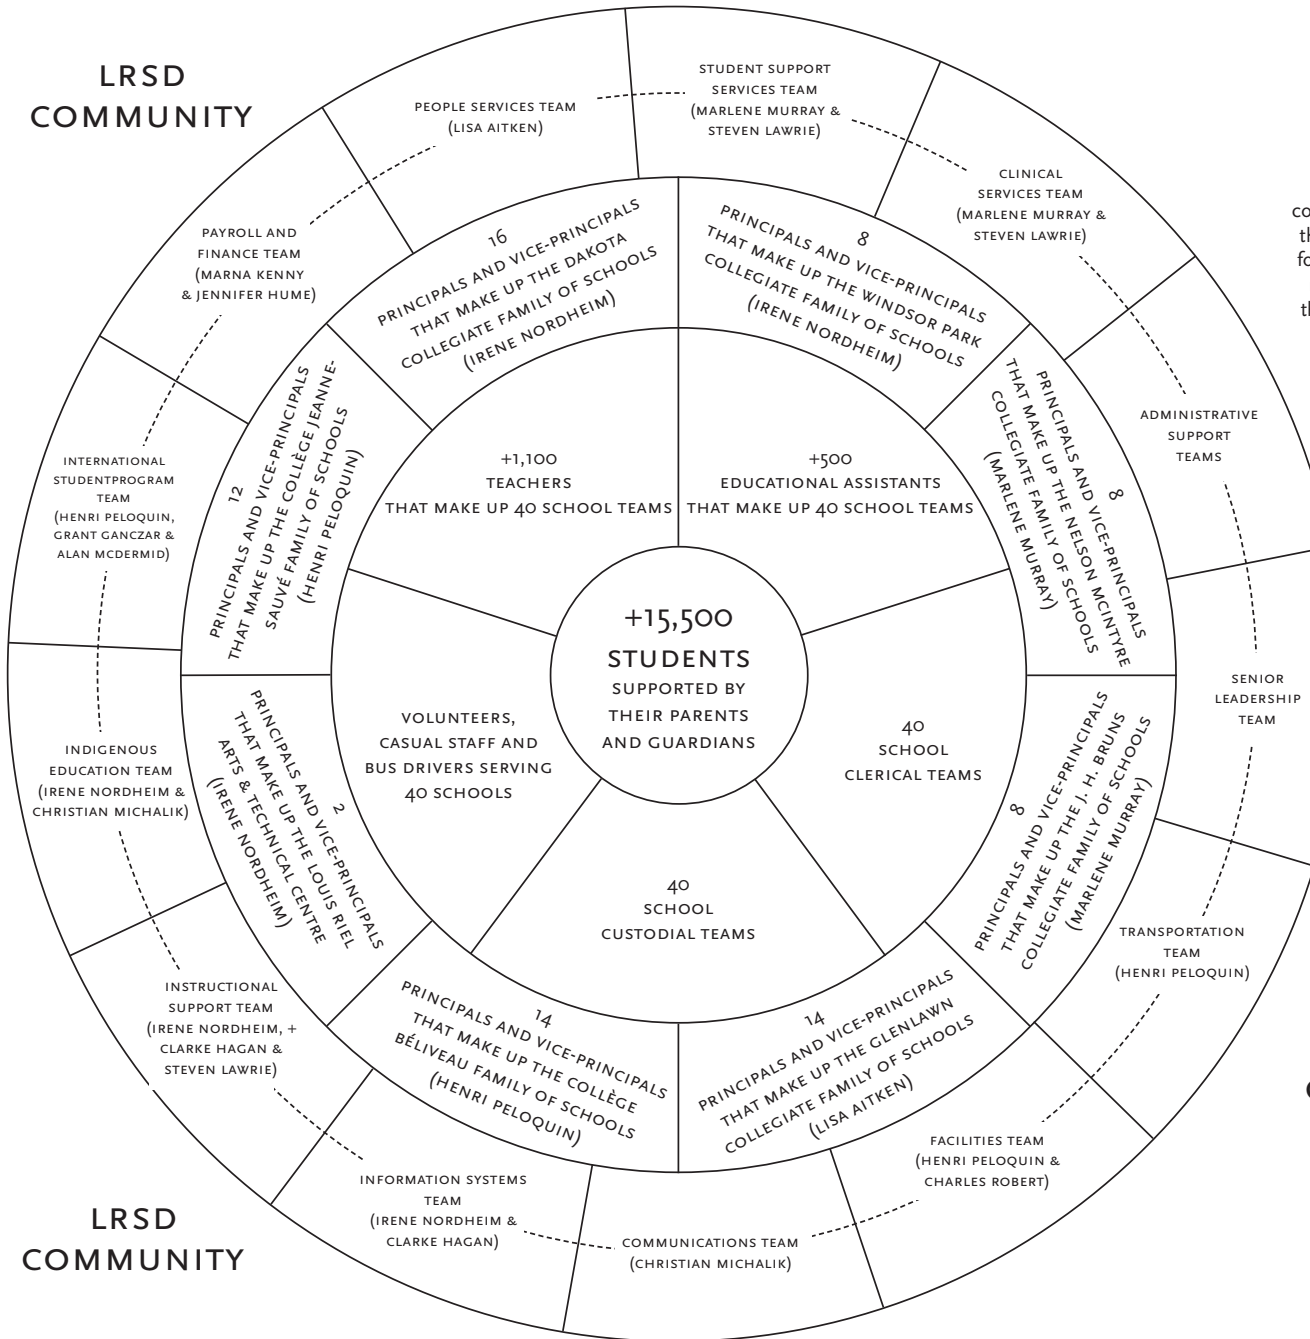 LRSD
COMMUNITY
PEOPLE SERVICES TEAM
(LISA AITKEN)
STUDENT SUPPORT
SERVICES TEAM
(MARLENE MURRAY &
STEVEN LAWRIE)
CLINICAL
SERVICES TEAM
(MARLENE MURRAY &
STEVEN LAWRIE)
ADMINISTRATIVE
SUPPORT
TEAMS
SENIOR
LEADERSHIP
TEAM
TRANSPORTATION
TEAM
(HENRI PELOQUIN)
FACILITIES TEAM
(HENRI PELOQUIN &
CHARLES ROBERT)
COMMUNICATIONS TEAM
(CHRISTIAN MICHALIK)
INFORMATION SYSTEMS
TEAM
(IRENE NORDHEIM &
CLARKE HAGAN)
INSTRUCTIONAL
SUPPORT TEAM
(IRENE NORDHEIM, +
CLARKE HAGAN &
STEVEN LAWRIE)
INDIGENOUS
EDUCATION TEAM
(IRENE NORDHEIM &
CHRISTIAN MICHALIK)
INTERNATIONAL
STUDENTPROGRAM
TEAM
(HENRI PELOQUIN,
GRANT GANCZAR &
ALAN MCDERMID)
PAYROLL AND
FINANCE TEAM
(MARNA KENNY
& JENNIFER HUME)
16
PRINCIPALS AND VICE-PRINCIPALS
THAT MAKE UP THE DAKOTA
COLLEGIATE FAMILY OF SCHOOLS
(IRENE NORDHEIM)
8
PRINCIPALS AND VICE-PRINCIPALS
THAT MAKE UP THE WINDSOR PARK
COLLEGIATE FAMILY OF SCHOOLS
(IRENE NORDHEIM)
8
PRINCIPALS AND VICE-PRINCIPALS
THAT MAKE UP THE NELSON MCINTYRE
COLLEGIATE FAMILY OF SCHOOLS
(MARLENE MURRAY)
8
PRINCIPALS AND VICE-PRINCIPALS
THAT MAKE UP THE J. H. BRUNS
COLLEGIATE FAMILY OF SCHOOLS
(MARLENE MURRAY)
14
PRINCIPALS AND VICE-PRINCIPALS
THAT MAKE UP THE GLENLAWN
COLLEGIATE FAMILY OF SCHOOLS
(LISA AITKEN)
14
PRINCIPALS AND VICE-PRINCIPALS
THAT MAKE UP THE COLLÈGE
BÉLIVEAU FAMILY OF SCHOOLS
(HENRI PELOQUIN)
2
PRINCIPALS AND VICE-PRINCIPALS
THAT MAKE UP THE LOUIS RIEL
ARTS & TECHNICAL CENTRE
(IRENE NORDHEIM)
12
PRINCIPALS AND VICE-PRINCIPALS
THAT MAKE UP THE COLLÈGE JEANNE-
SAUVÉ FAMILY OF SCHOOLS
(HENRI PELOQUIN)
+1,100
TEACHERS
THAT MAKE UP 40 SCHOOL TEAMS
+500
EDUCATIONAL ASSISTANTS
THAT MAKE UP 40 SCHOOL TEAMS
40
SCHOOL
CLERICAL TEAMS
40
SCHOOL
CUSTODIAL TEAMS
VOLUNTEERS,
CASUAL STAFF AND
BUS DRIVERS SERVING
40 SCHOOLS
+15,500
STUDENTS
SUPPORTED BY
THEIR PARENTS
AND GUARDIANS
LRSD
COMMUNITY